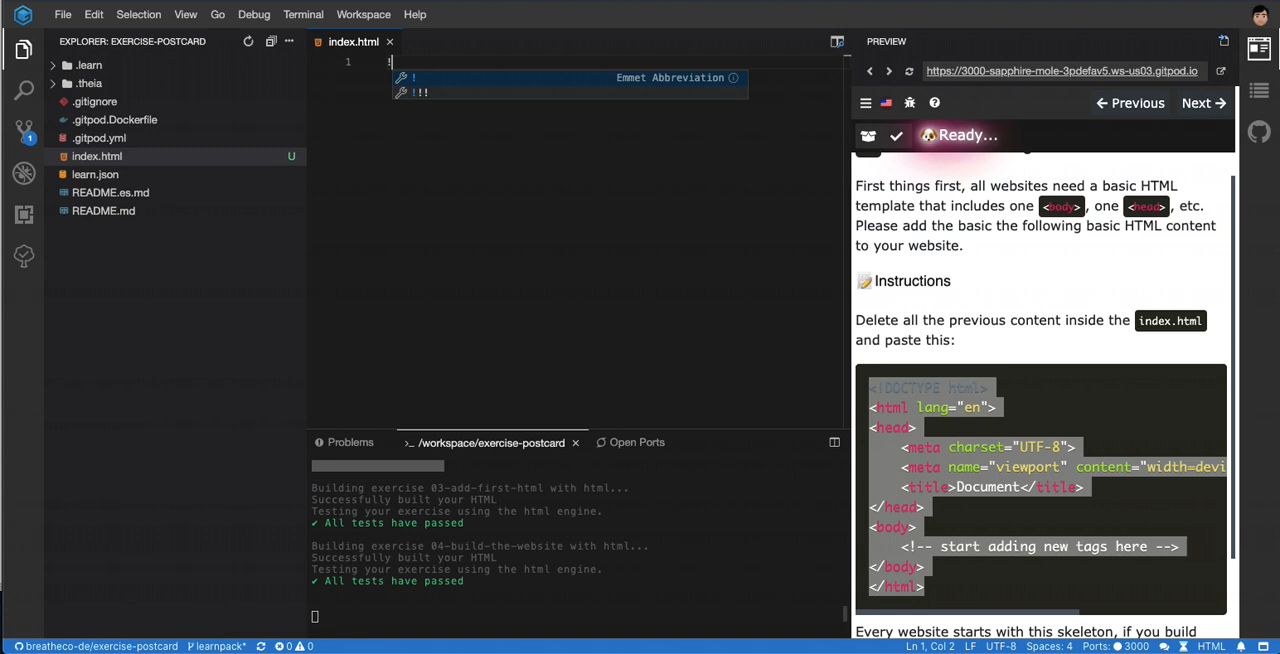 File Edit Selection View Go Debug Terminal Workspace Help
EXPLORER: EXERCISE-POSTCARD
.learn
.theia
.gitignore
.gitpod.Dockerfile
.gitpod.yml
index.html U
learn.json
README.es.md
README.md
1
index.html ×
1 !
! Emmet Abbreviation
!!!
Problems
>_ /workspace/exercise-postcard ×
Open Ports
Building exercise 03-add-first-html with html...
Successfully built your HTML
Testing your exercise using the html engine.
✔ All tests have passed
Building exercise 04-build-the-website with html...
Successfully built your HTML
Testing your exercise using the html engine.
✔ All tests have passed
PREVIEW
https://3000-sapphire-mole-3pdefav5.ws-us03.gitpod.io
← Previous Next →
🐶Ready...
First things first, all websites need a basic HTML
template that includes one <body>, one <head>, etc.
Please add the basic the following basic HTML content
to your website.
📝Instructions
Delete all the previous content inside the index.html
and paste this:
<!DOCTYPE html>
<html lang="en">
<head>
<meta charset="UTF-8">
<meta name="viewport" content="width=devi
<title>Document</title>
</head>
<body>
<!-- start adding new tags here -->
</body>
</html>
Every website starts with this skeleton, if you build
breatheco-de/exercise-postcard learnpack* 0 0
Ln 1, Col 2 LF UTF-8 Spaces: 4 Ports: 3000 HTML